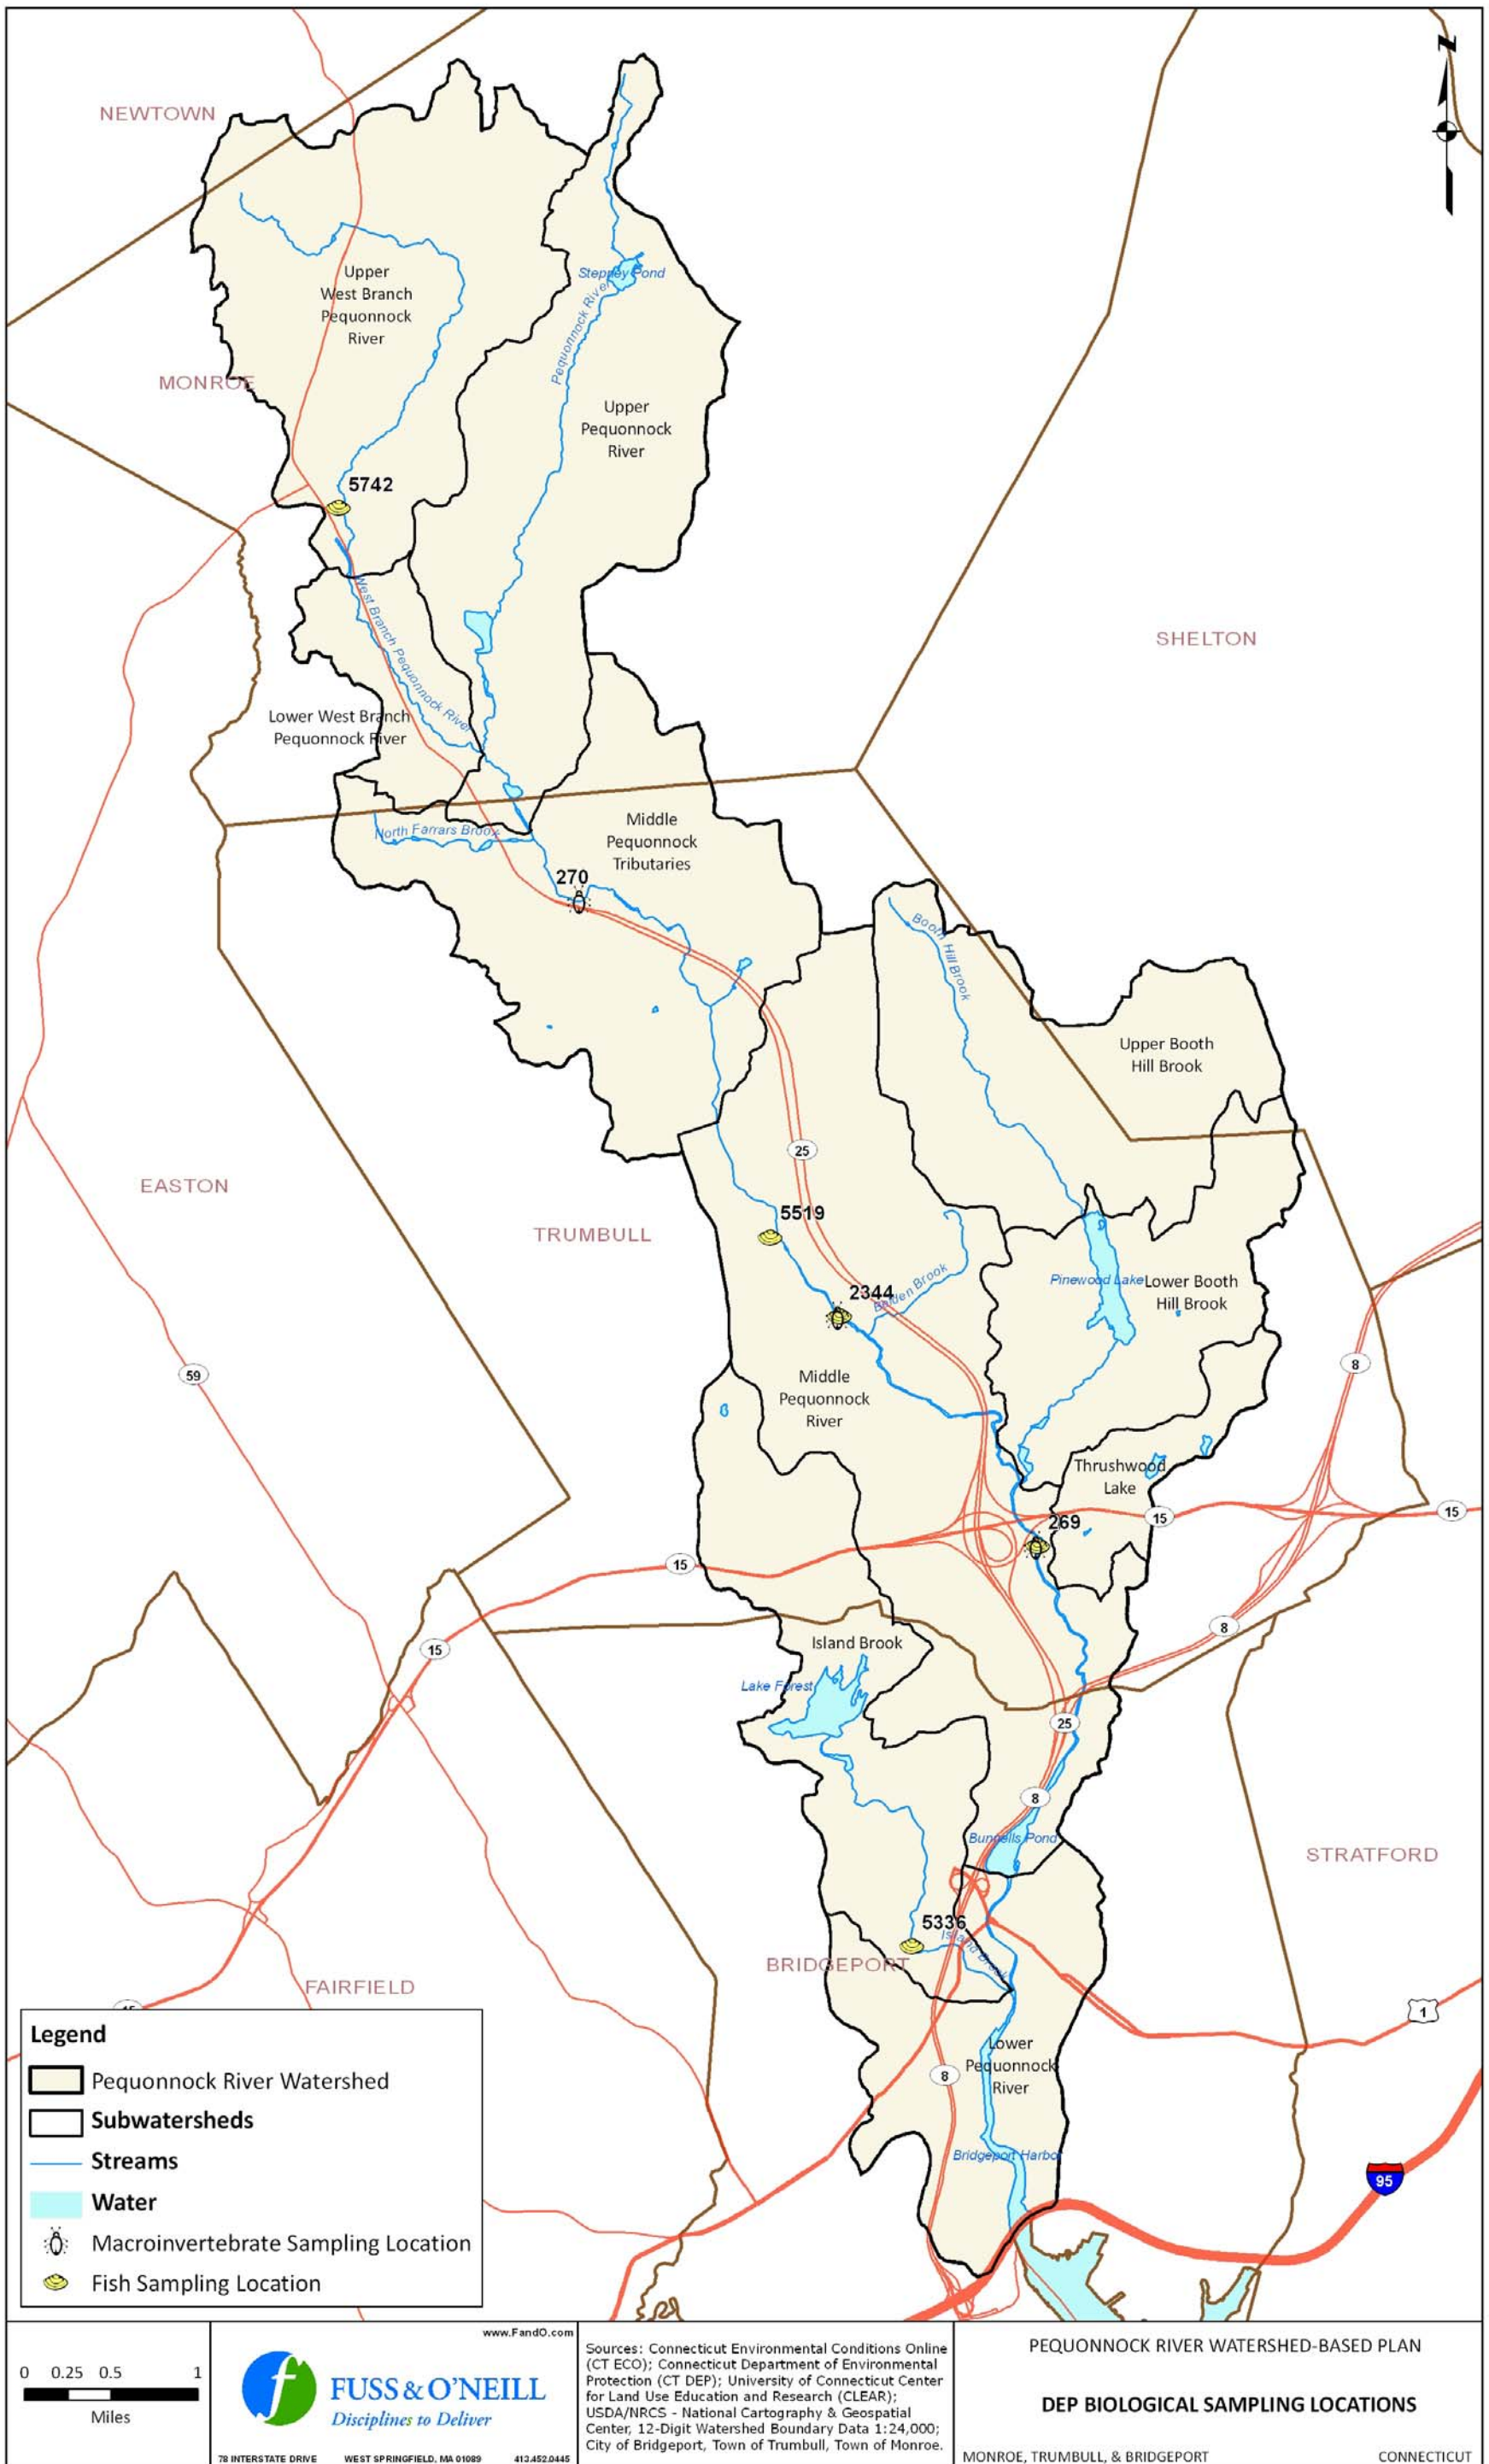 N
NEWTOWN
Steppey Pond
Upper
West Branch
Pequonnock
River
Pequonnock River
MONROE
Upper
Pequonnock
River
5742
SHELTON
West Branch Pequonnock River
Lower West Branch
Pequonnock River
North Farrars Brook
Middle
Pequonnock
Tributaries
270
Booth Hill Brook
Upper Booth
Hill Brook
25
EASTON
5519
TRUMBULL
Pinewood Lake
Lower Booth
Hill Brook
2344
Belden Brook
8
59
Middle
Pequonnock
River
Thrushwood
Lake
15
15
269
15
8
15
Island Brook
Lake Forest
25
8
Bunnells Pond
STRATFORD
5336
Island Brook
BRIDGEPORT
FAIRFIELD
15
1
Lower
Pequonnock
River
8
Bridgeport Harbor
95
Legend
Pequonnock River Watershed
Subwatersheds
Streams
Water
Macroinvertebrate Sampling Location
Fish Sampling Location
0 0.25 0.5 1
Miles
www.FandO.com
FUSS & O'NEILL
Disciplines to Deliver
78 INTERSTATE DRIVE WEST SPRINGFIELD, MA 01089 413.452.0445
Sources: Connecticut Environmental Conditions Online
(CT ECO); Connecticut Department of Environmental
Protection (CT DEP); University of Connecticut Center
for Land Use Education and Research (CLEAR);
USDA/NRCS - National Cartography & Geospatial
Center, 12-Digit Watershed Boundary Data 1:24,000;
City of Bridgeport, Town of Trumbull, Town of Monroe.
PEQUONNOCK RIVER WATERSHED-BASED PLAN
DEP BIOLOGICAL SAMPLING LOCATIONS
MONROE, TRUMBULL, & BRIDGEPORT CONNECTICUT